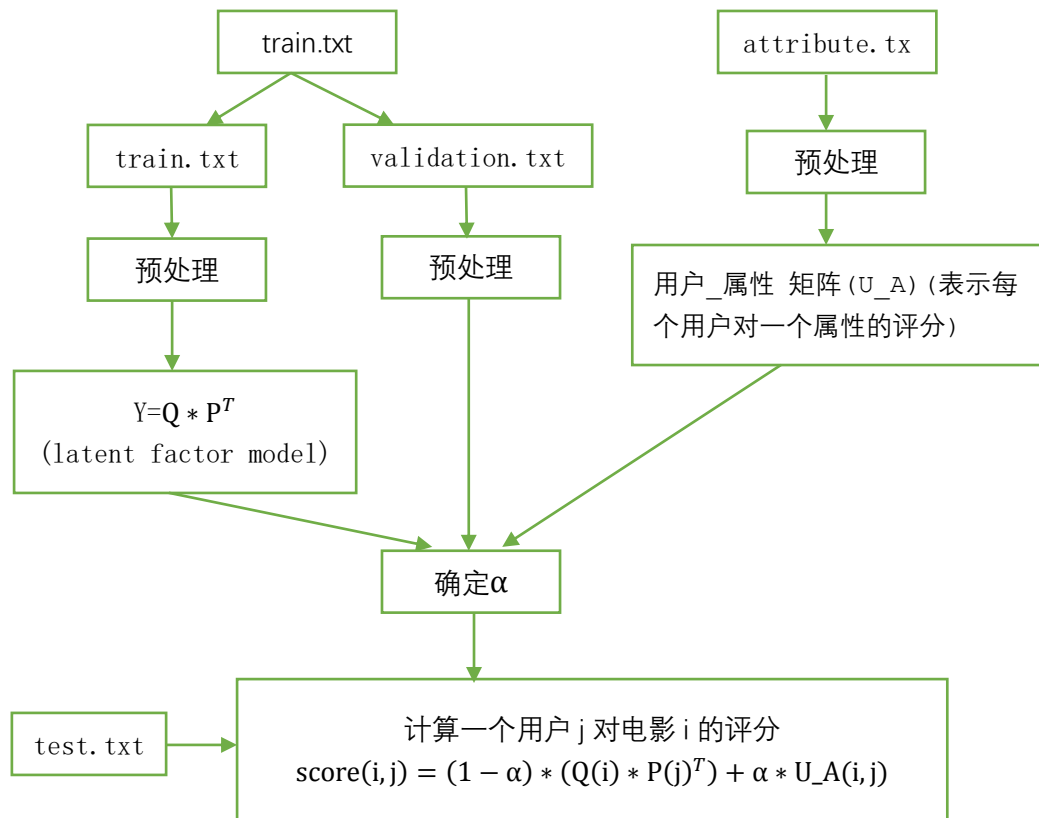 train.txt
attribute.tx
train.txt
validation.txt
预处理
预处理
预处理
用户_属性 矩阵(U_A)(表示每
个用户对一个属性的评分)
Y=Q ∗ P^T
(latent factor model)
确定α
test.txt
计算一个用户 j 对电影 i 的评分
score(i, j) = (1 − α) ∗ (Q(i) ∗ P(j)^T) + α ∗ U_A(i, j)